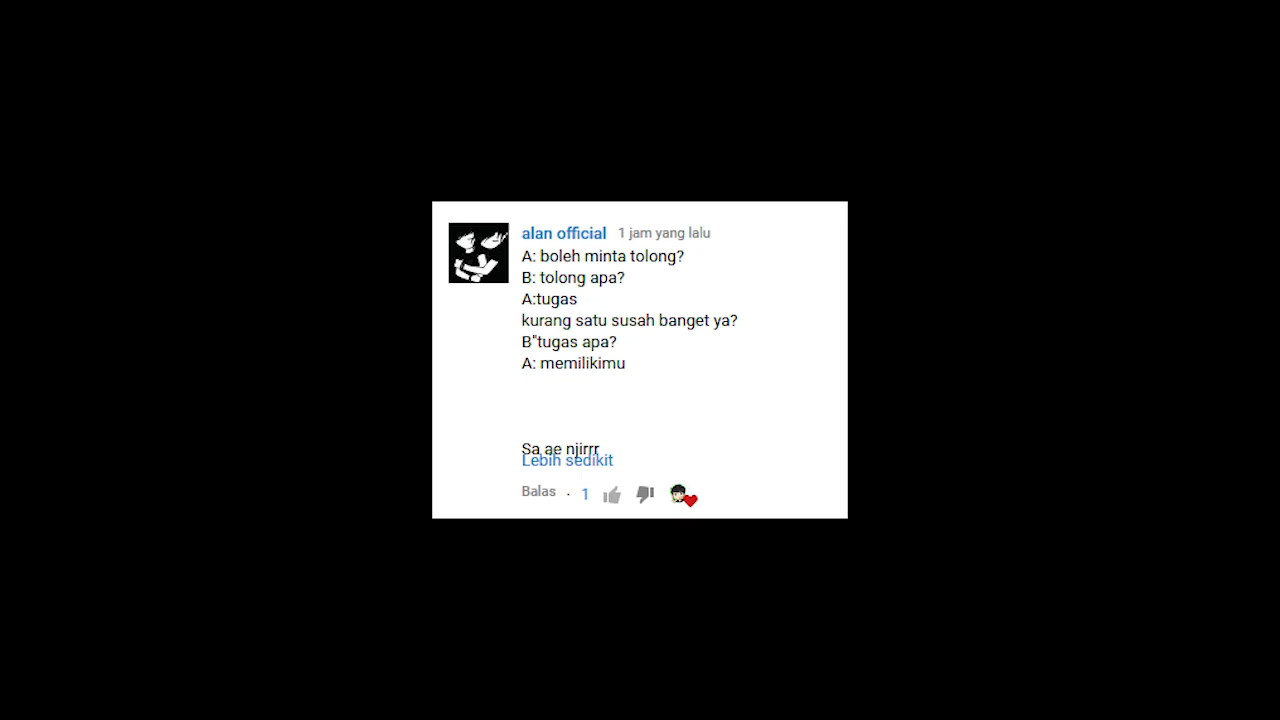 alan official 1 jam yang lalu
A: boleh minta tolong?
B: tolong apa?
A:tugas
kurang satu susah banget ya?
B"tugas apa?
A: memilikimu
Sa ae njirrr
Lebih sedikit
Balas . 1